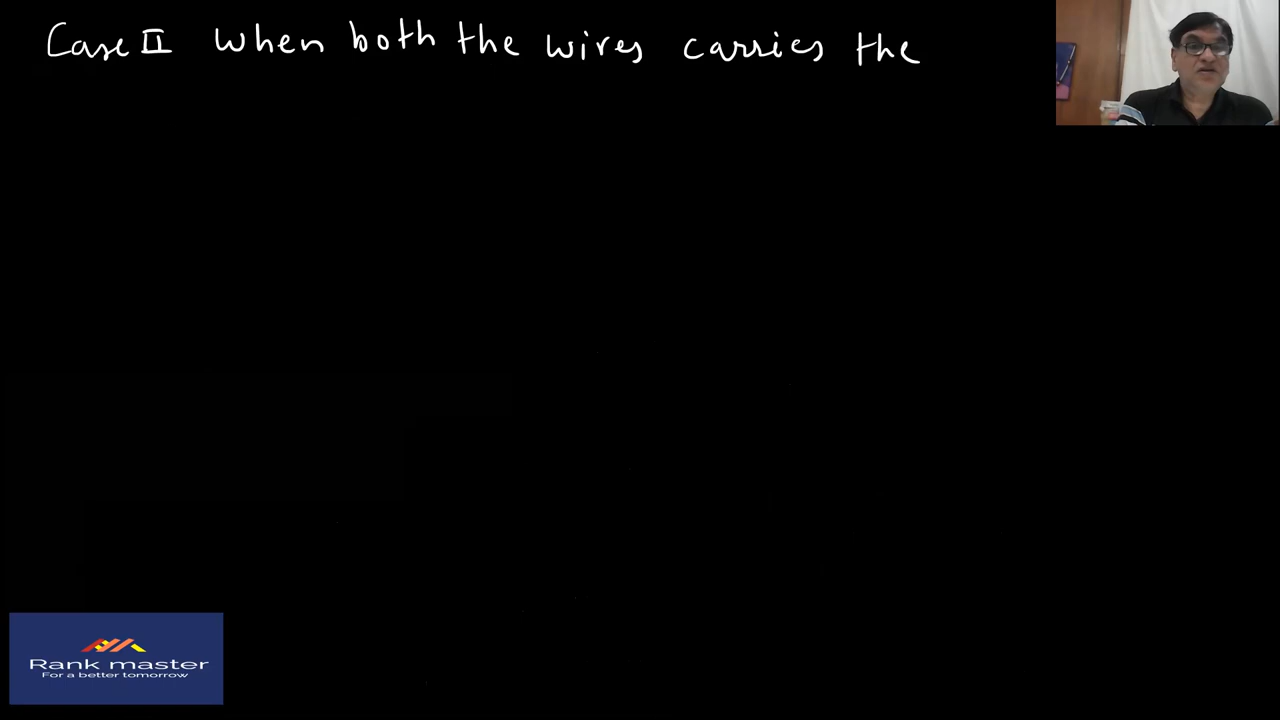 Case II when both the wires carries the
Rank master
For a better tomorrow